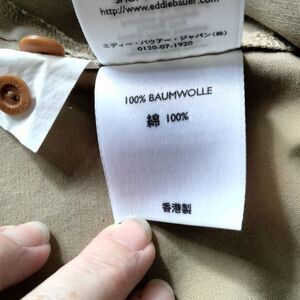 http://www.eddiebauer.com
エディー・バウアー・ジャパン(株)
0120-07-1920
100% BAUMWOLLE
綿 100%
香港製